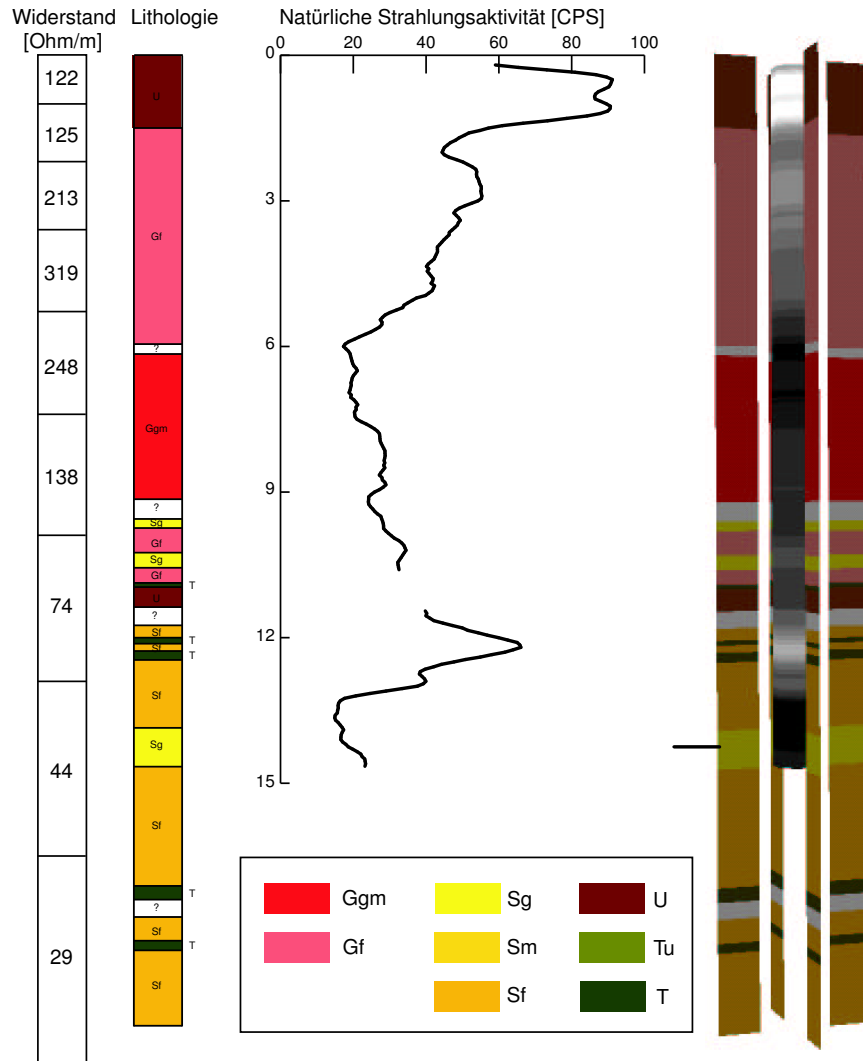 Widerstand Lithologie Natürliche Strahlungsaktivität [CPS]
[Ohm/m]
0 20 40 60 80 100
0
122
U
125
3
213
Gf
319
6
?
248
Ggm
138
9
?
Sg
Gf
Sg
Gf
T
74
U
?
12
Sf
T
Sf
T
Sg
44
15
Sf
T
?
Sf
T
29
Sf
Ggm Sg U
Gf Sm Tu
Sf T